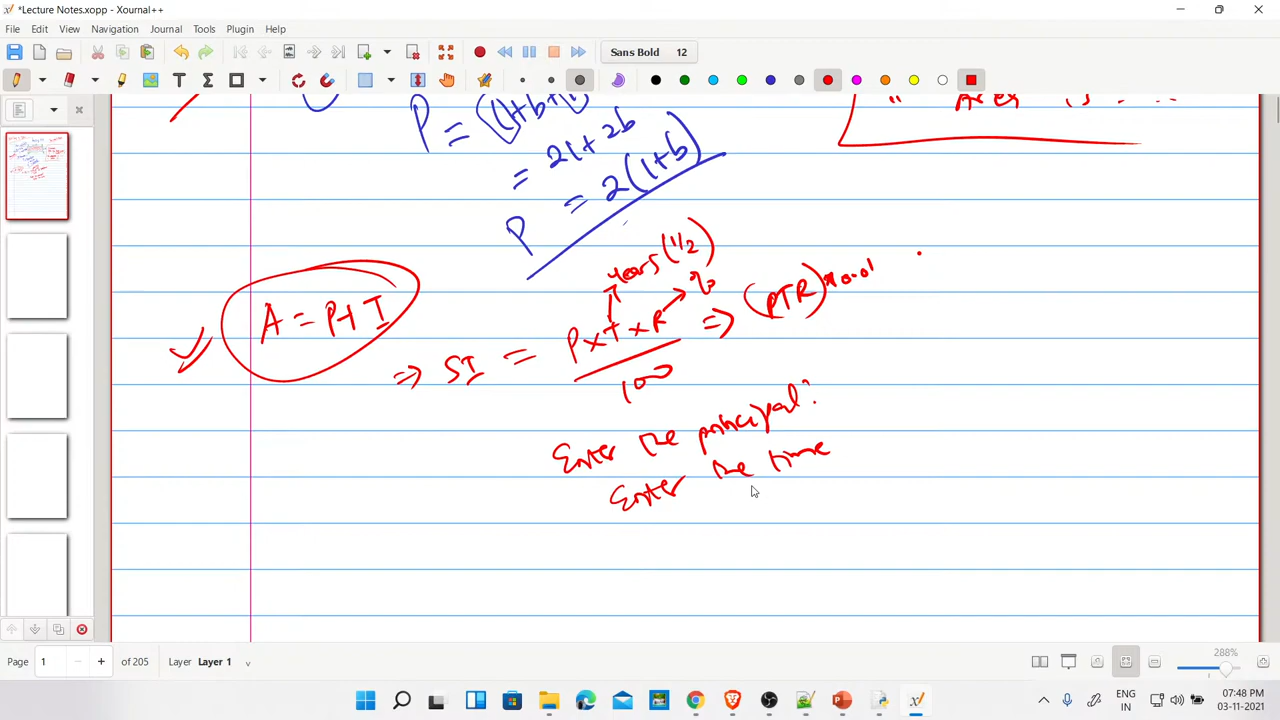 *Lecture Notes.xopp - Xournal++
File Edit View Navigation Journal Tools Plugin Help
Sans Bold 12
P = (l+b+l
= 2l+2b
P = 2(l+b)
" Area is ....
years (1/2)
%
A = P+I
⇒ SI = P×T×R ⇒ (PTR)*0.01
100
Enter the principal:
Enter the time
Page 1 of 205 Layer Layer 1
288%
ENG
IN
07:48 PM
03-11-2021